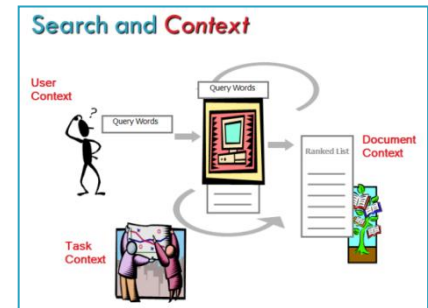 Search and Context
Query Words
User
Context
?
Query Words
Document
Context
Ranked List
Task
Context